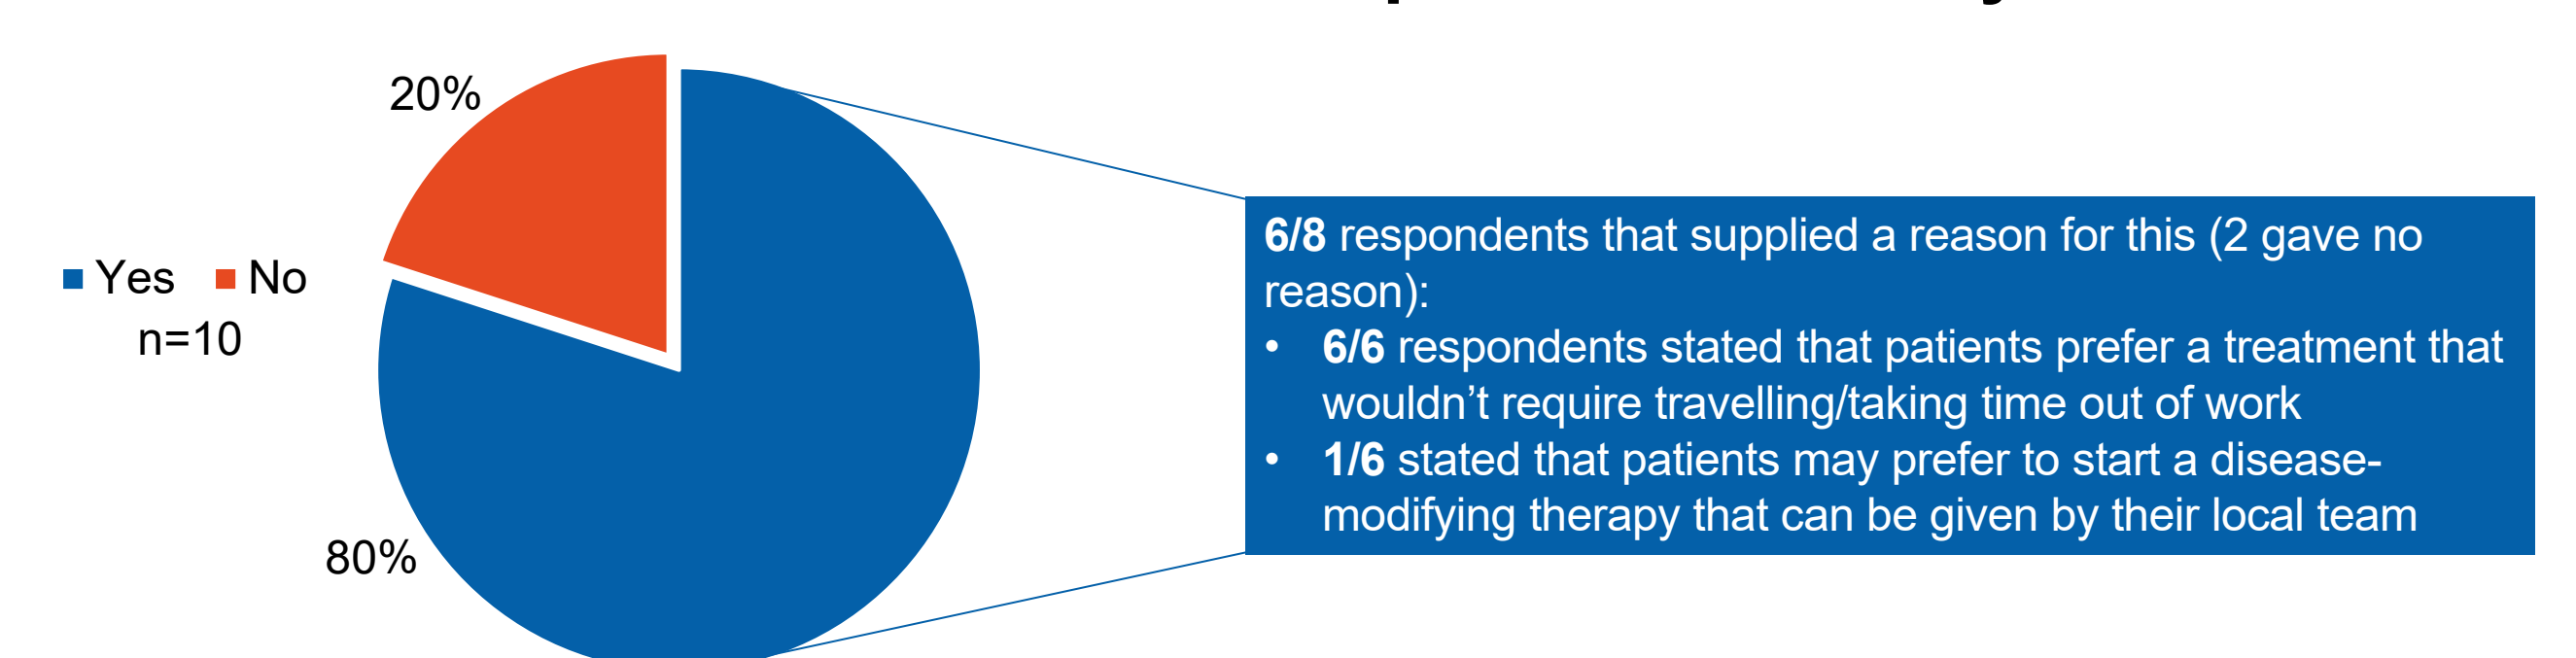 20%
Yes No
n=10
80%
6/8 respondents that supplied a reason for this (2 gave no
reason):
• 6/6 respondents stated that patients prefer a treatment that
wouldn’t require travelling/taking time out of work
• 1/6 stated that patients may prefer to start a disease-
modifying therapy that can be given by their local team